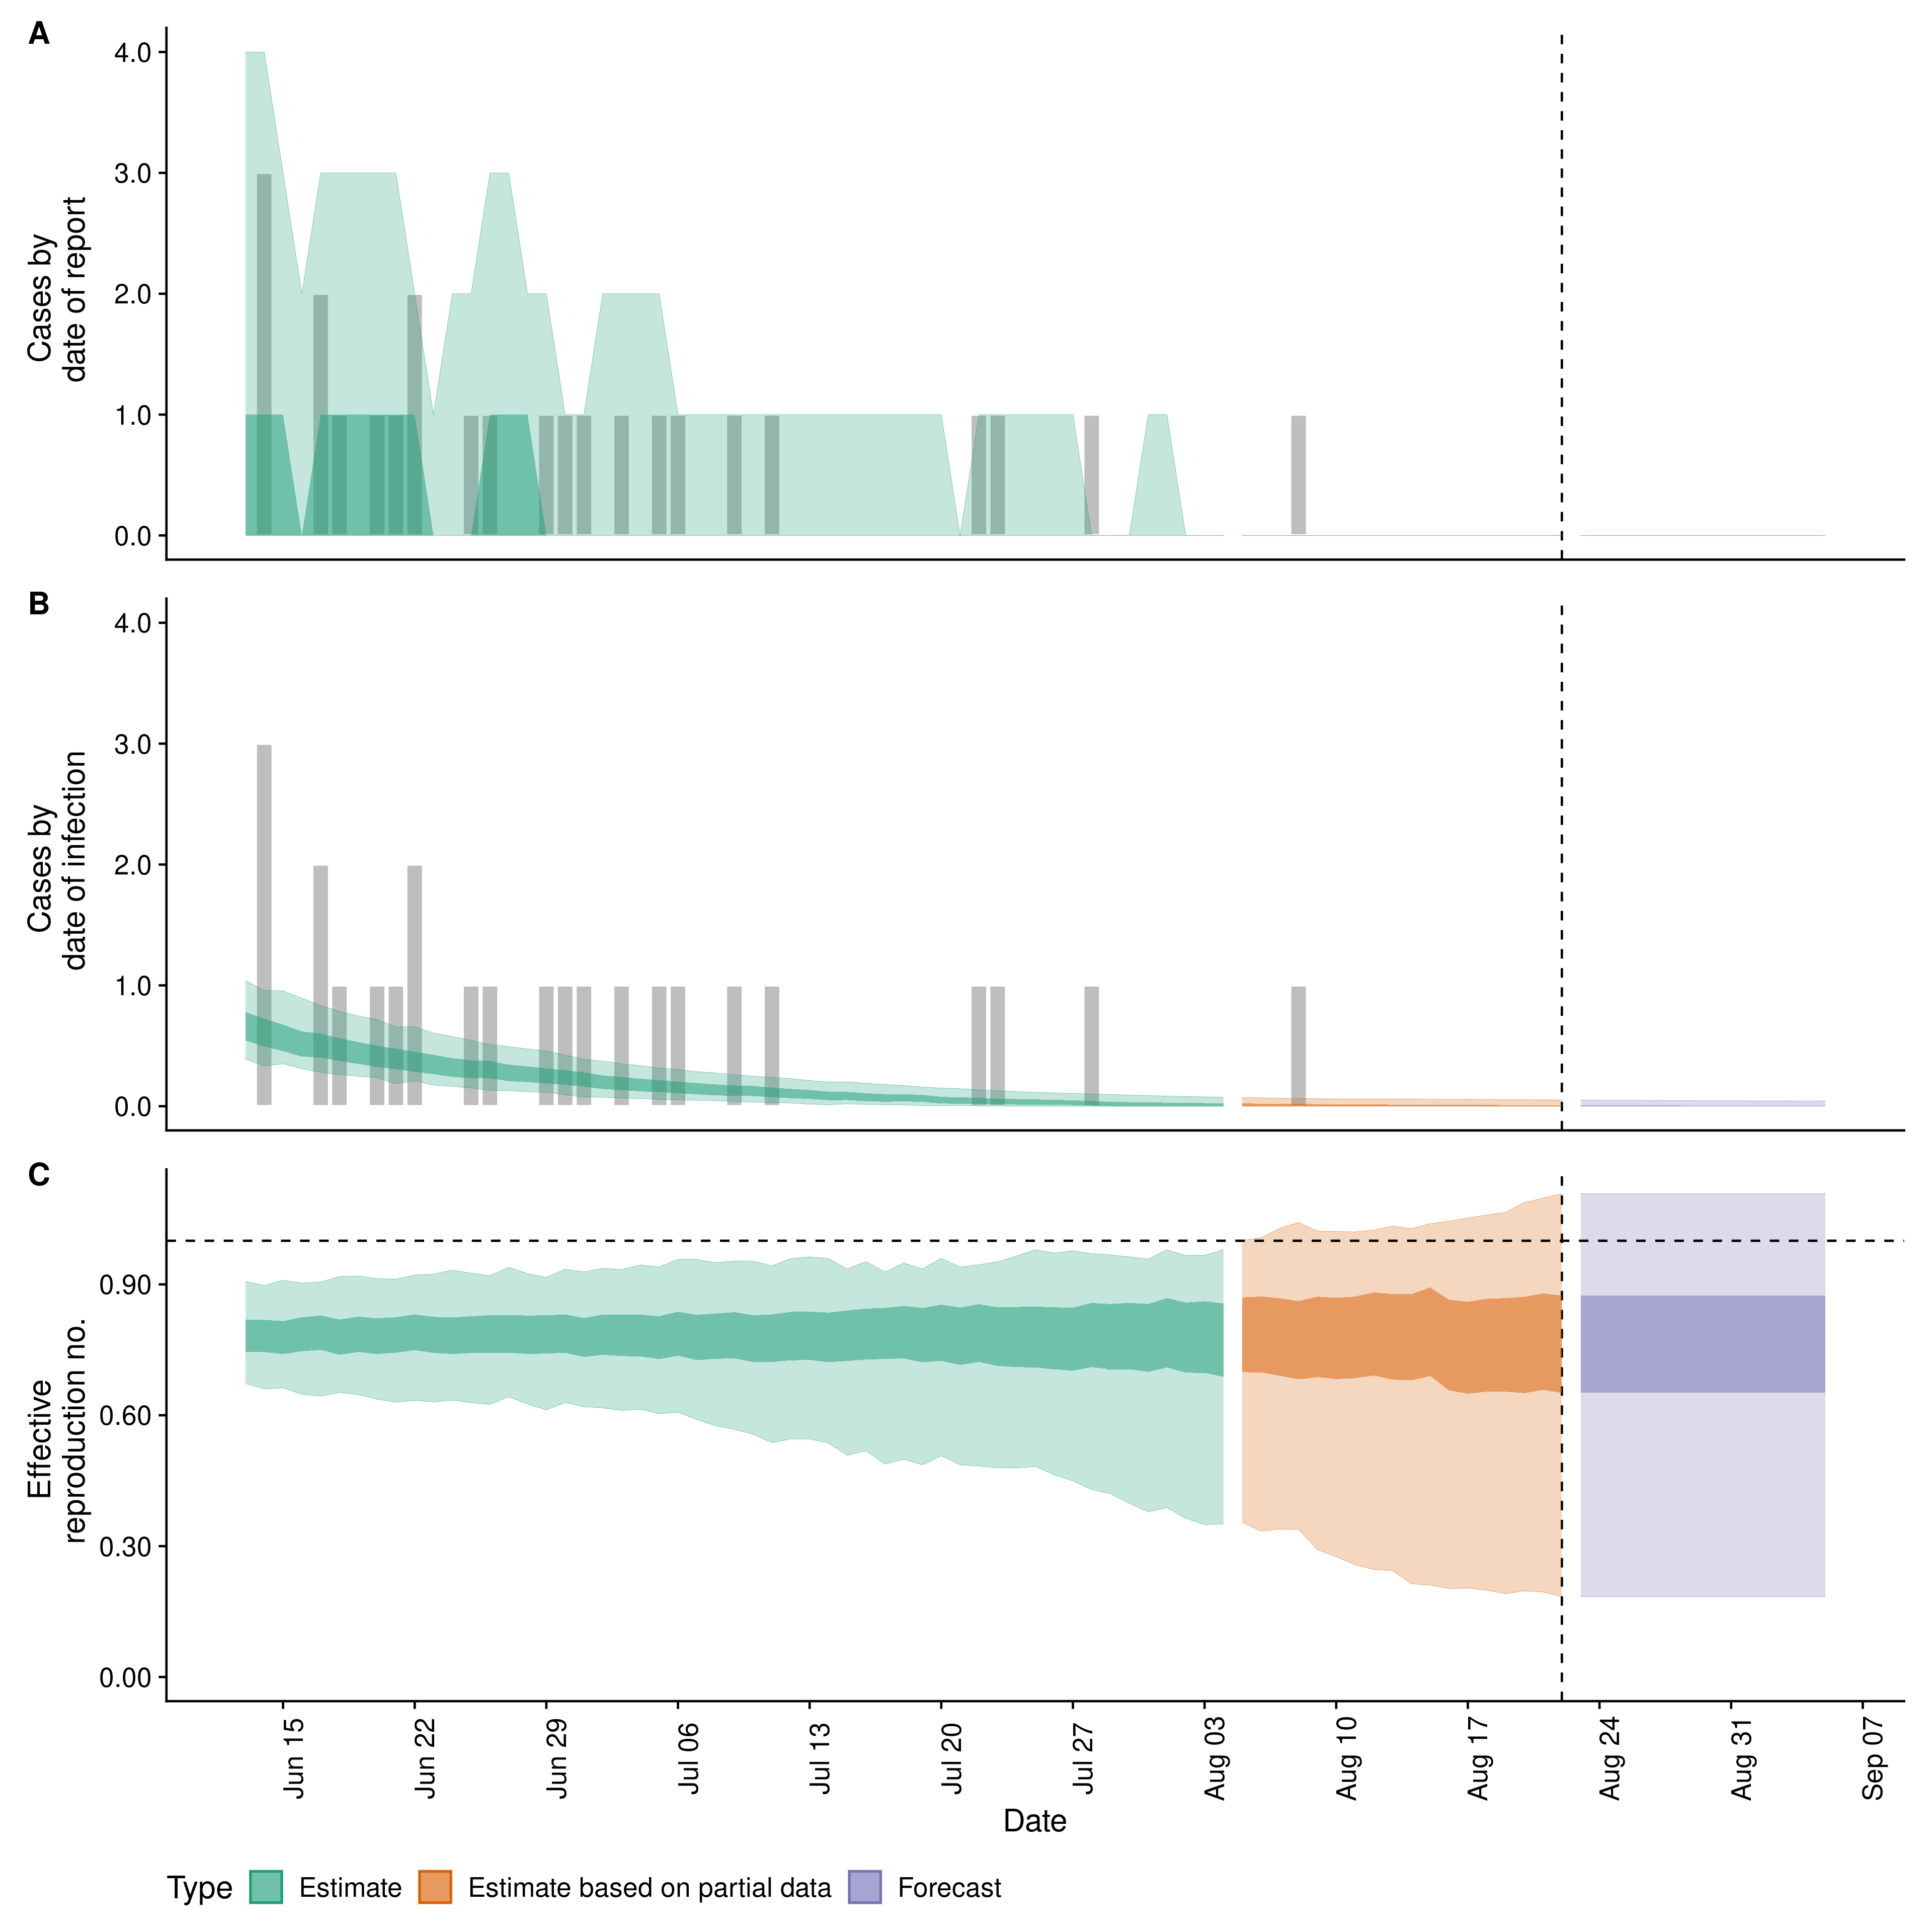 A
4.0
3.0
2.0
1.0
0.0
Cases by
date of report
B
4.0
3.0
2.0
1.0
0.0
Cases by
date of infection
C
0.90
0.60
0.30
0.00
Effective
reproduction no.
Jun 15
Jun 22
Jun 29
Jul 06
Jul 13
Jul 20
Jul 27
Aug 03
Aug 10
Aug 17
Aug 24
Aug 31
Sep 07
Date
Type Estimate Estimate based on partial data Forecast